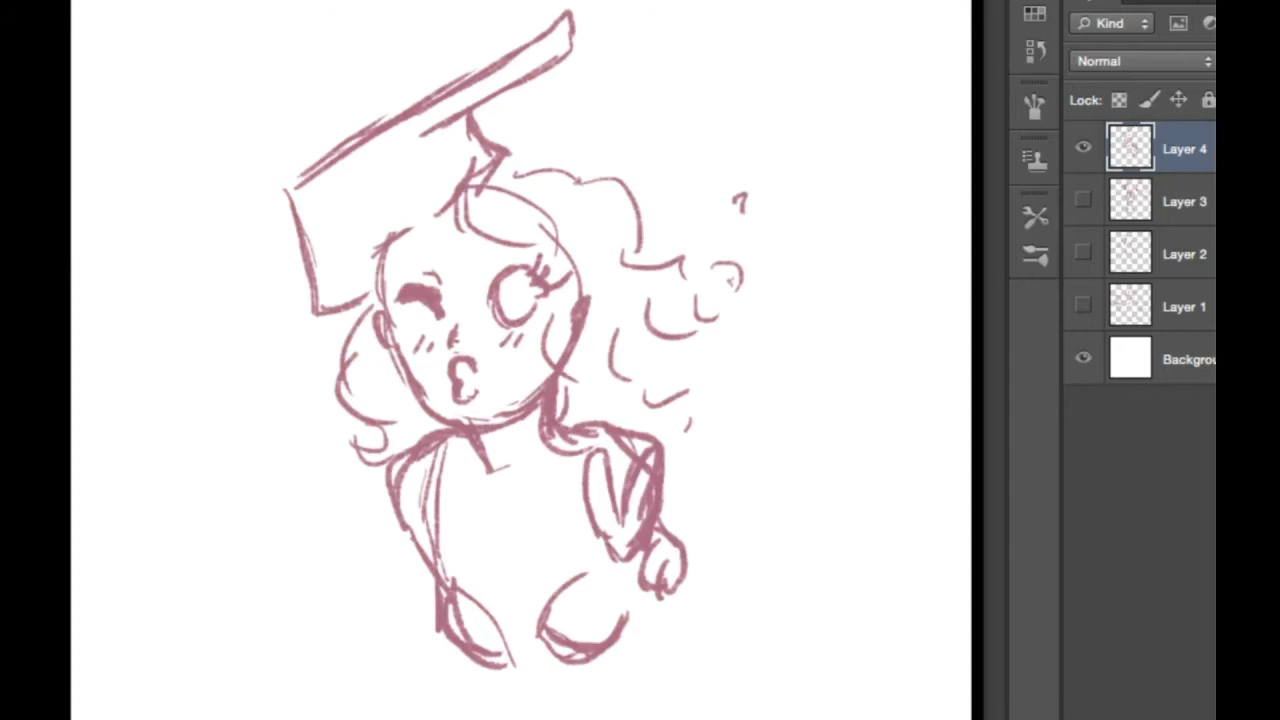 Kind
Normal
Lock:
Layer 4
Layer 3
Layer 2
Layer 1
Backgrou